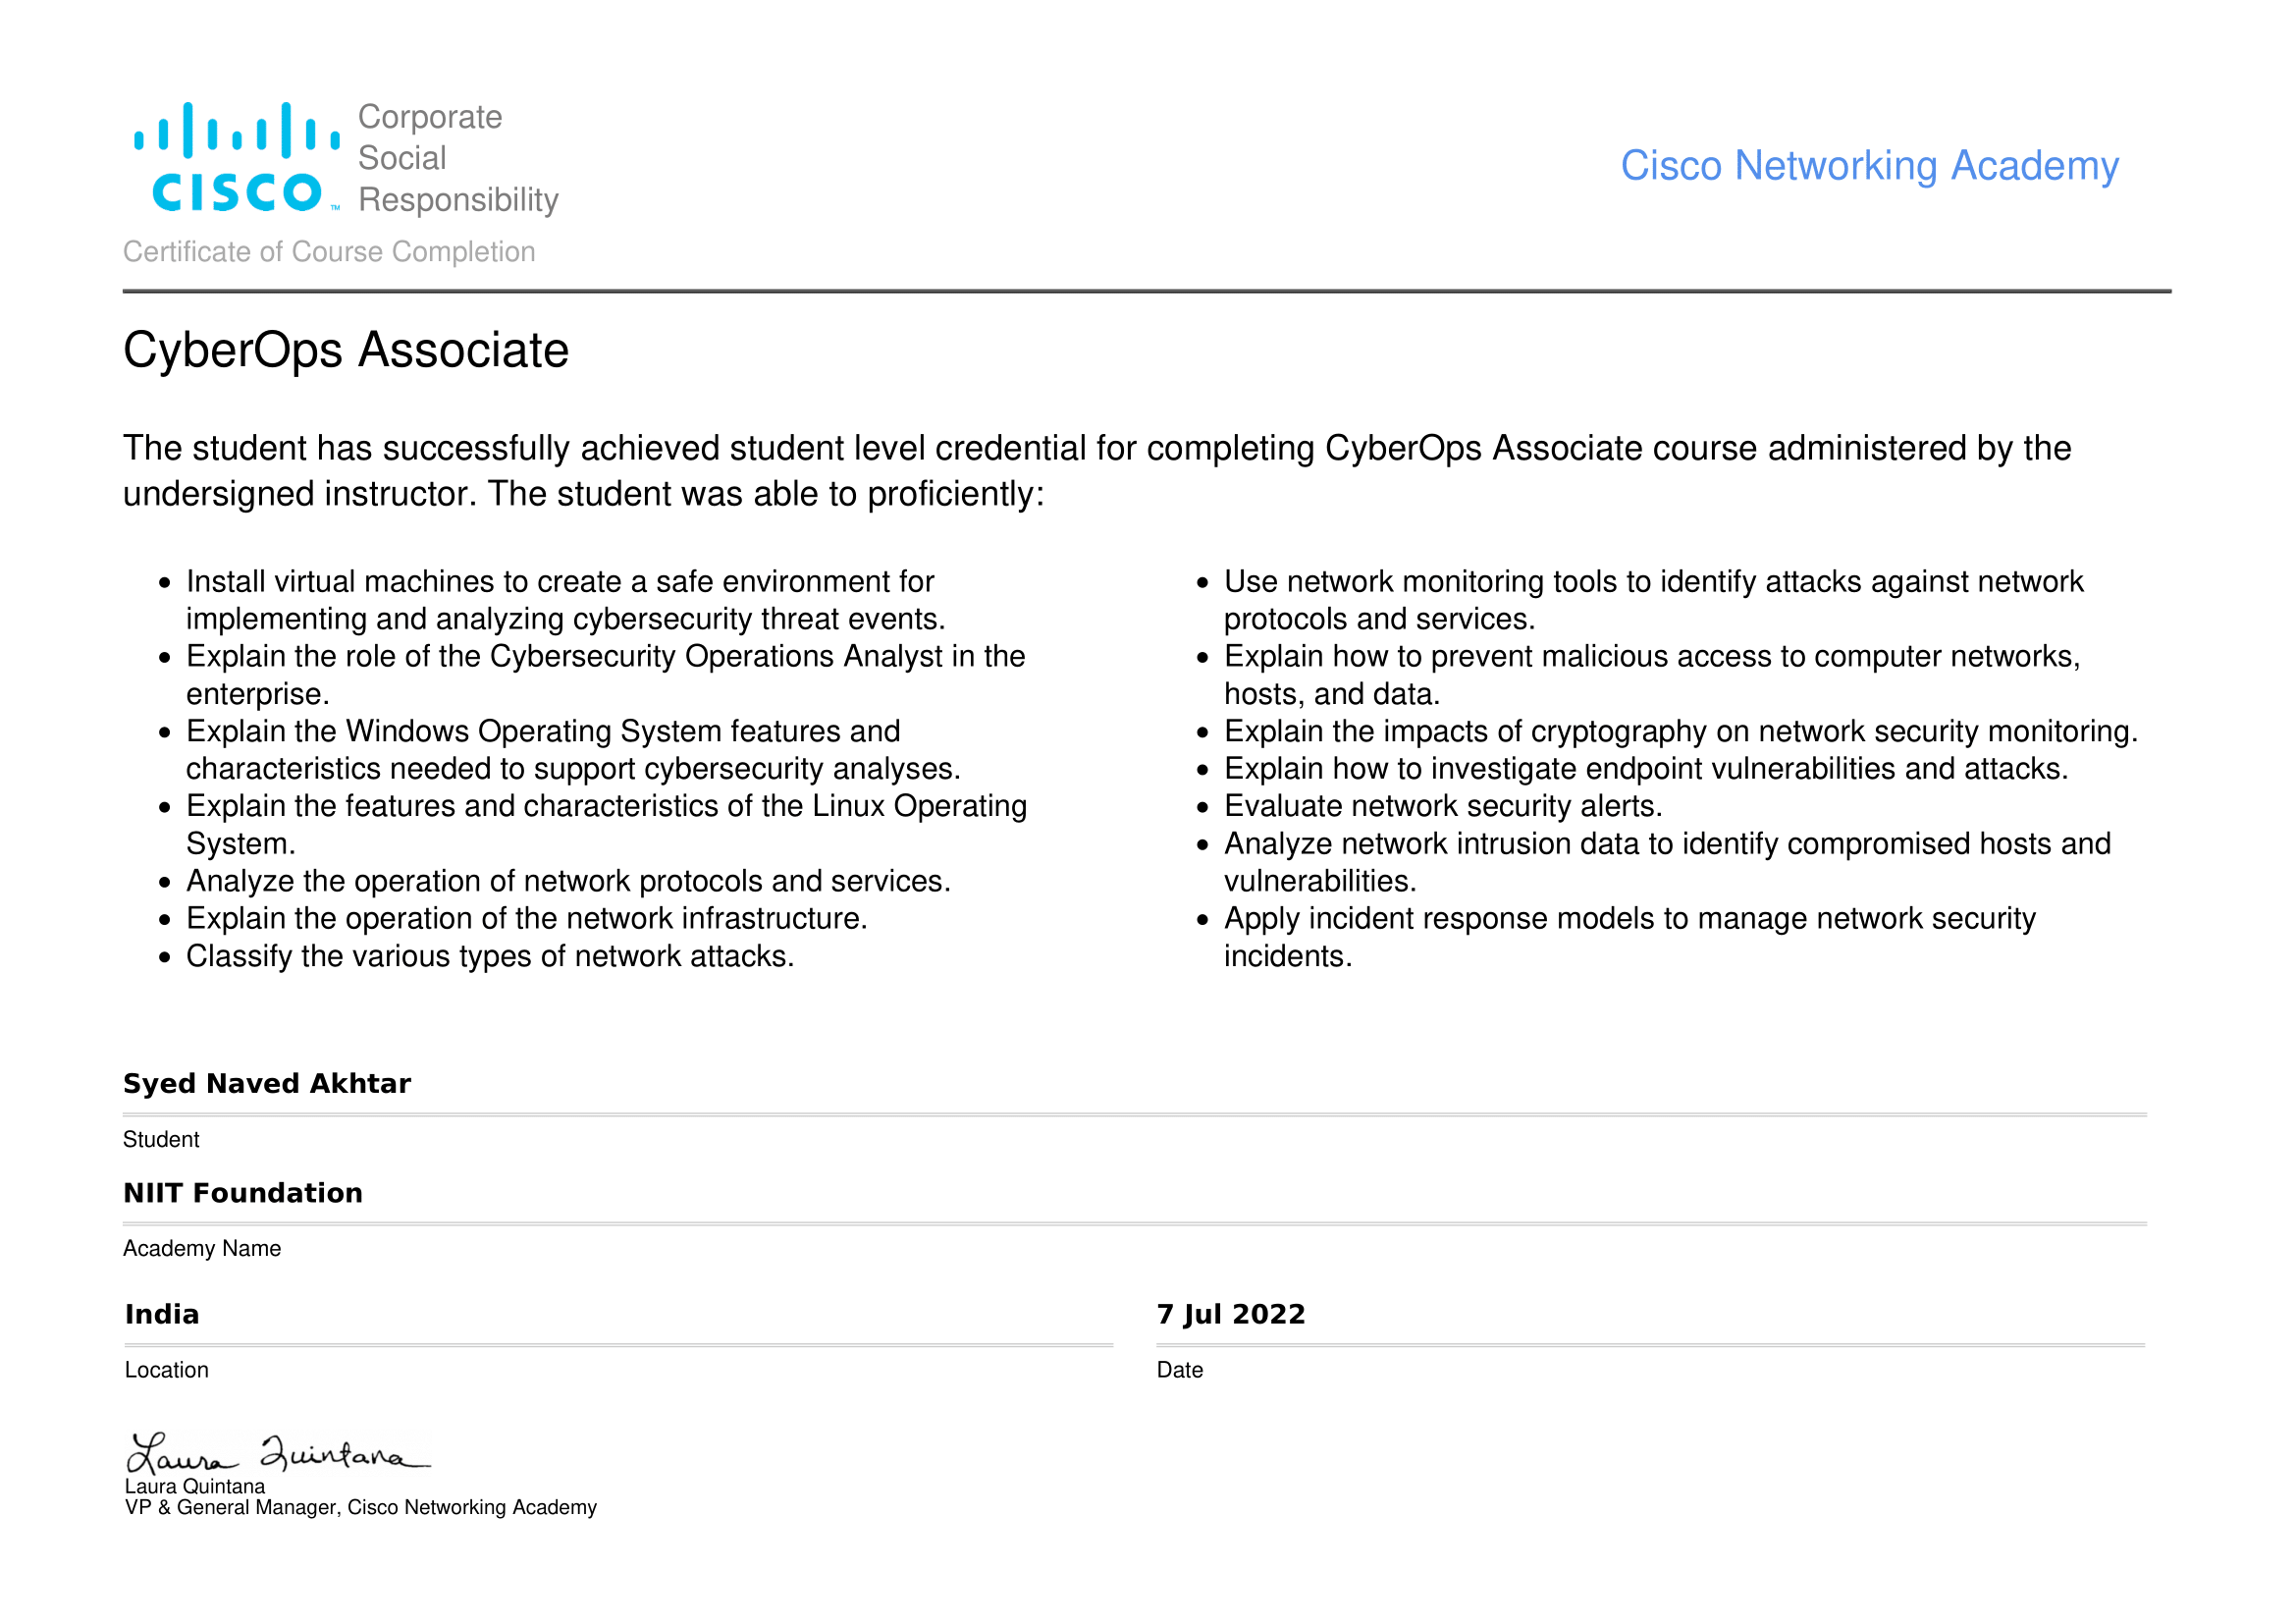 CISCO™
Corporate
Social
Responsibility
Cisco Networking Academy
Certificate of Course Completion
CyberOps Associate
The student has successfully achieved student level credential for completing CyberOps Associate course administered by the
undersigned instructor. The student was able to proficiently:
• Install virtual machines to create a safe environment for
implementing and analyzing cybersecurity threat events.
• Explain the role of the Cybersecurity Operations Analyst in the
enterprise.
• Explain the Windows Operating System features and
characteristics needed to support cybersecurity analyses.
• Explain the features and characteristics of the Linux Operating
System.
• Analyze the operation of network protocols and services.
• Explain the operation of the network infrastructure.
• Classify the various types of network attacks.
• Use network monitoring tools to identify attacks against network
protocols and services.
• Explain how to prevent malicious access to computer networks,
hosts, and data.
• Explain the impacts of cryptography on network security monitoring.
• Explain how to investigate endpoint vulnerabilities and attacks.
• Evaluate network security alerts.
• Analyze network intrusion data to identify compromised hosts and
vulnerabilities.
• Apply incident response models to manage network security
incidents.
Syed Naved Akhtar
Student
NIIT Foundation
Academy Name
India
Location
7 Jul 2022
Date
Laura Quintana
Laura Quintana
VP & General Manager, Cisco Networking Academy